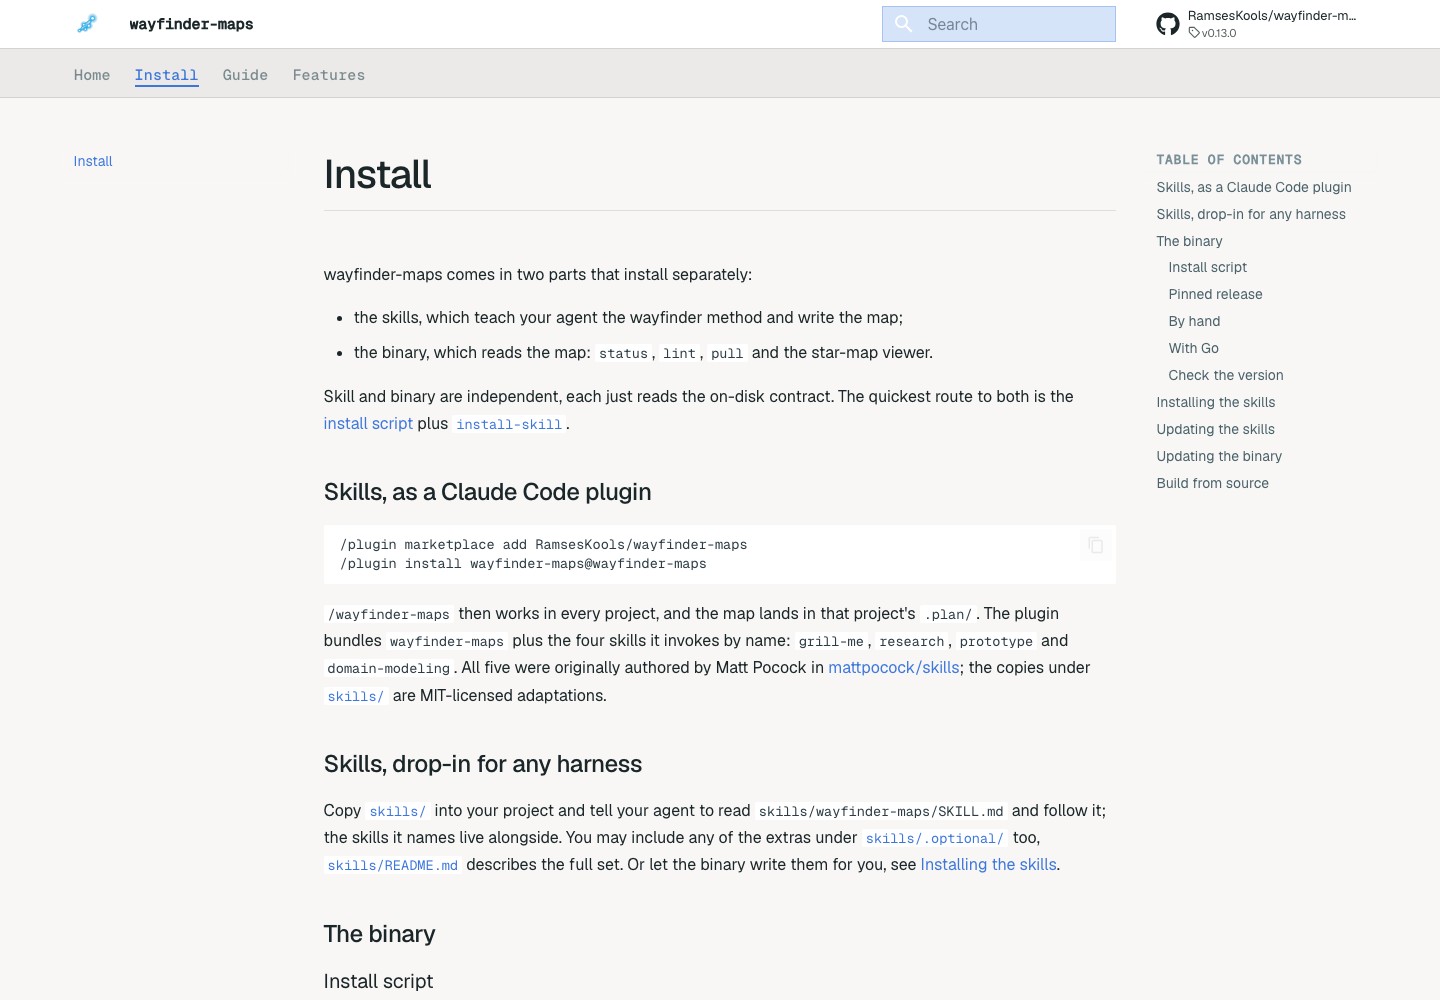 wayfinder-maps
Search
RamsesKools/wayfinder-m…
v0.13.0
Home
Install
Guide
Features
Install
Install
wayfinder-maps comes in two parts that install separately:
the skills, which teach your agent the wayfinder method and write the map;
the binary, which reads the map: status, lint, pull and the star-map viewer.
Skill and binary are independent, each just reads the on-disk contract. The quickest route to both is the
install script plus install-skill.
Skills, as a Claude Code plugin
/plugin marketplace add RamsesKools/wayfinder-maps
/plugin install wayfinder-maps@wayfinder-maps
/wayfinder-maps then works in every project, and the map lands in that project's .plan/. The plugin
bundles wayfinder-maps plus the four skills it invokes by name: grill-me, research, prototype and
domain-modeling. All five were originally authored by Matt Pocock in mattpocock/skills; the copies under
skills/ are MIT-licensed adaptations.
Skills, drop-in for any harness
Copy skills/ into your project and tell your agent to read skills/wayfinder-maps/SKILL.md and follow it;
the skills it names live alongside. You may include any of the extras under skills/.optional/ too,
skills/README.md describes the full set. Or let the binary write them for you, see Installing the skills.
The binary
Install script
TABLE OF CONTENTS
Skills, as a Claude Code plugin
Skills, drop-in for any harness
The binary
Install script
Pinned release
By hand
With Go
Check the version
Installing the skills
Updating the skills
Updating the binary
Build from source